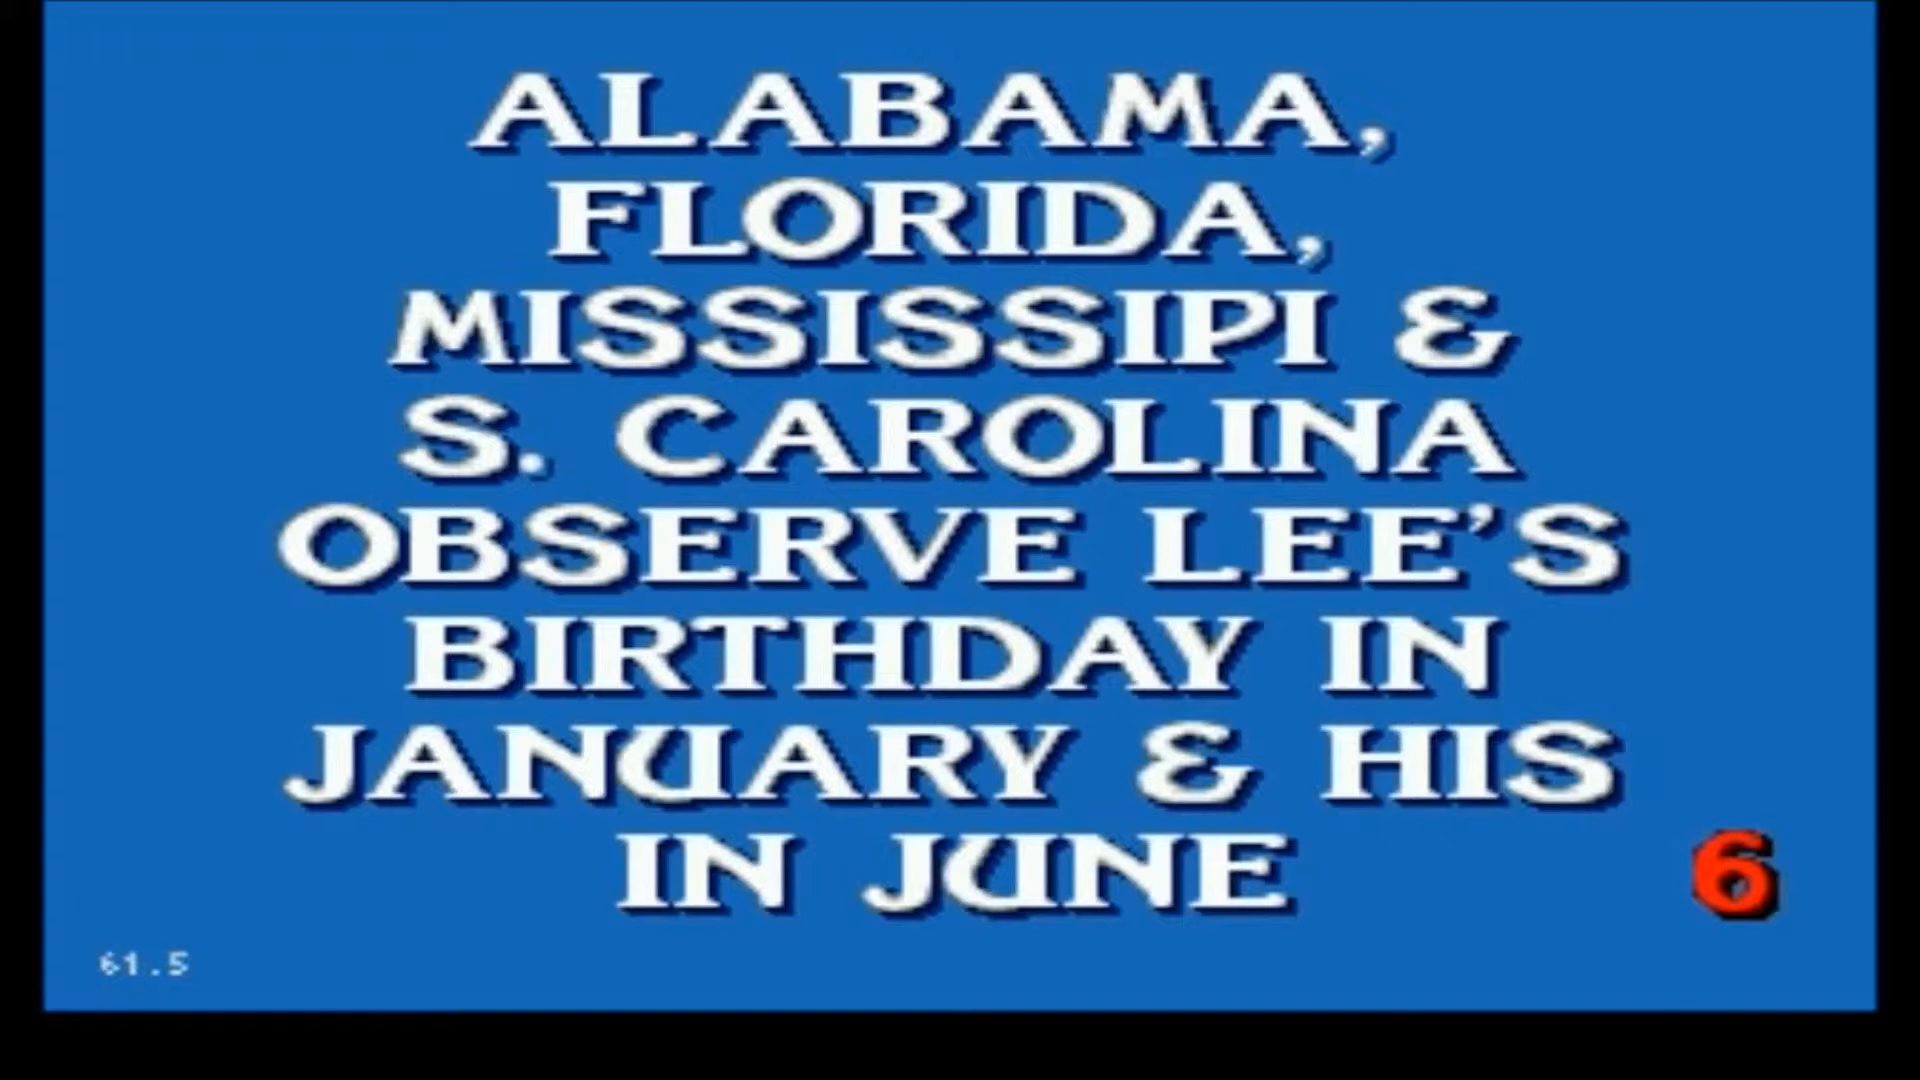 ALABAMA,
FLORIDA,
MISSISSIPI &
S. CAROLINA
OBSERVE LEE'S
BIRTHDAY IN
JANUARY & HIS
IN JUNE
6
61.5